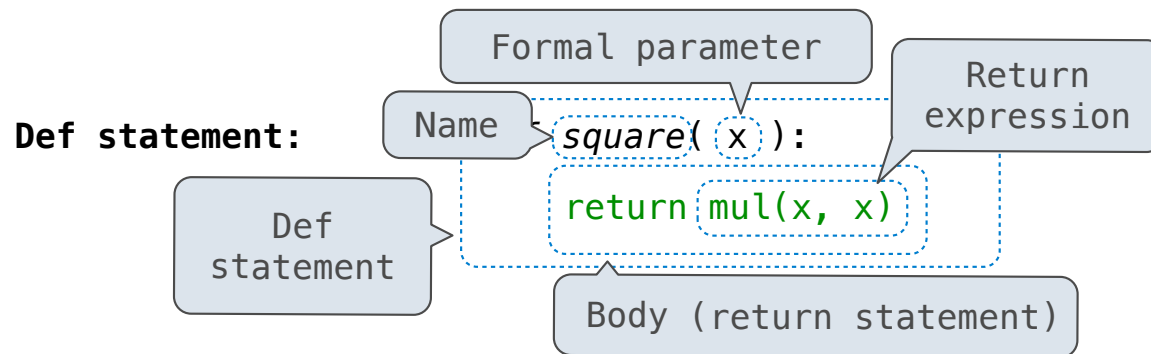 Formal parameter
Return
expression
Name
Def statement: square( x ):
return mul(x, x)
Def
statement
Body (return statement)